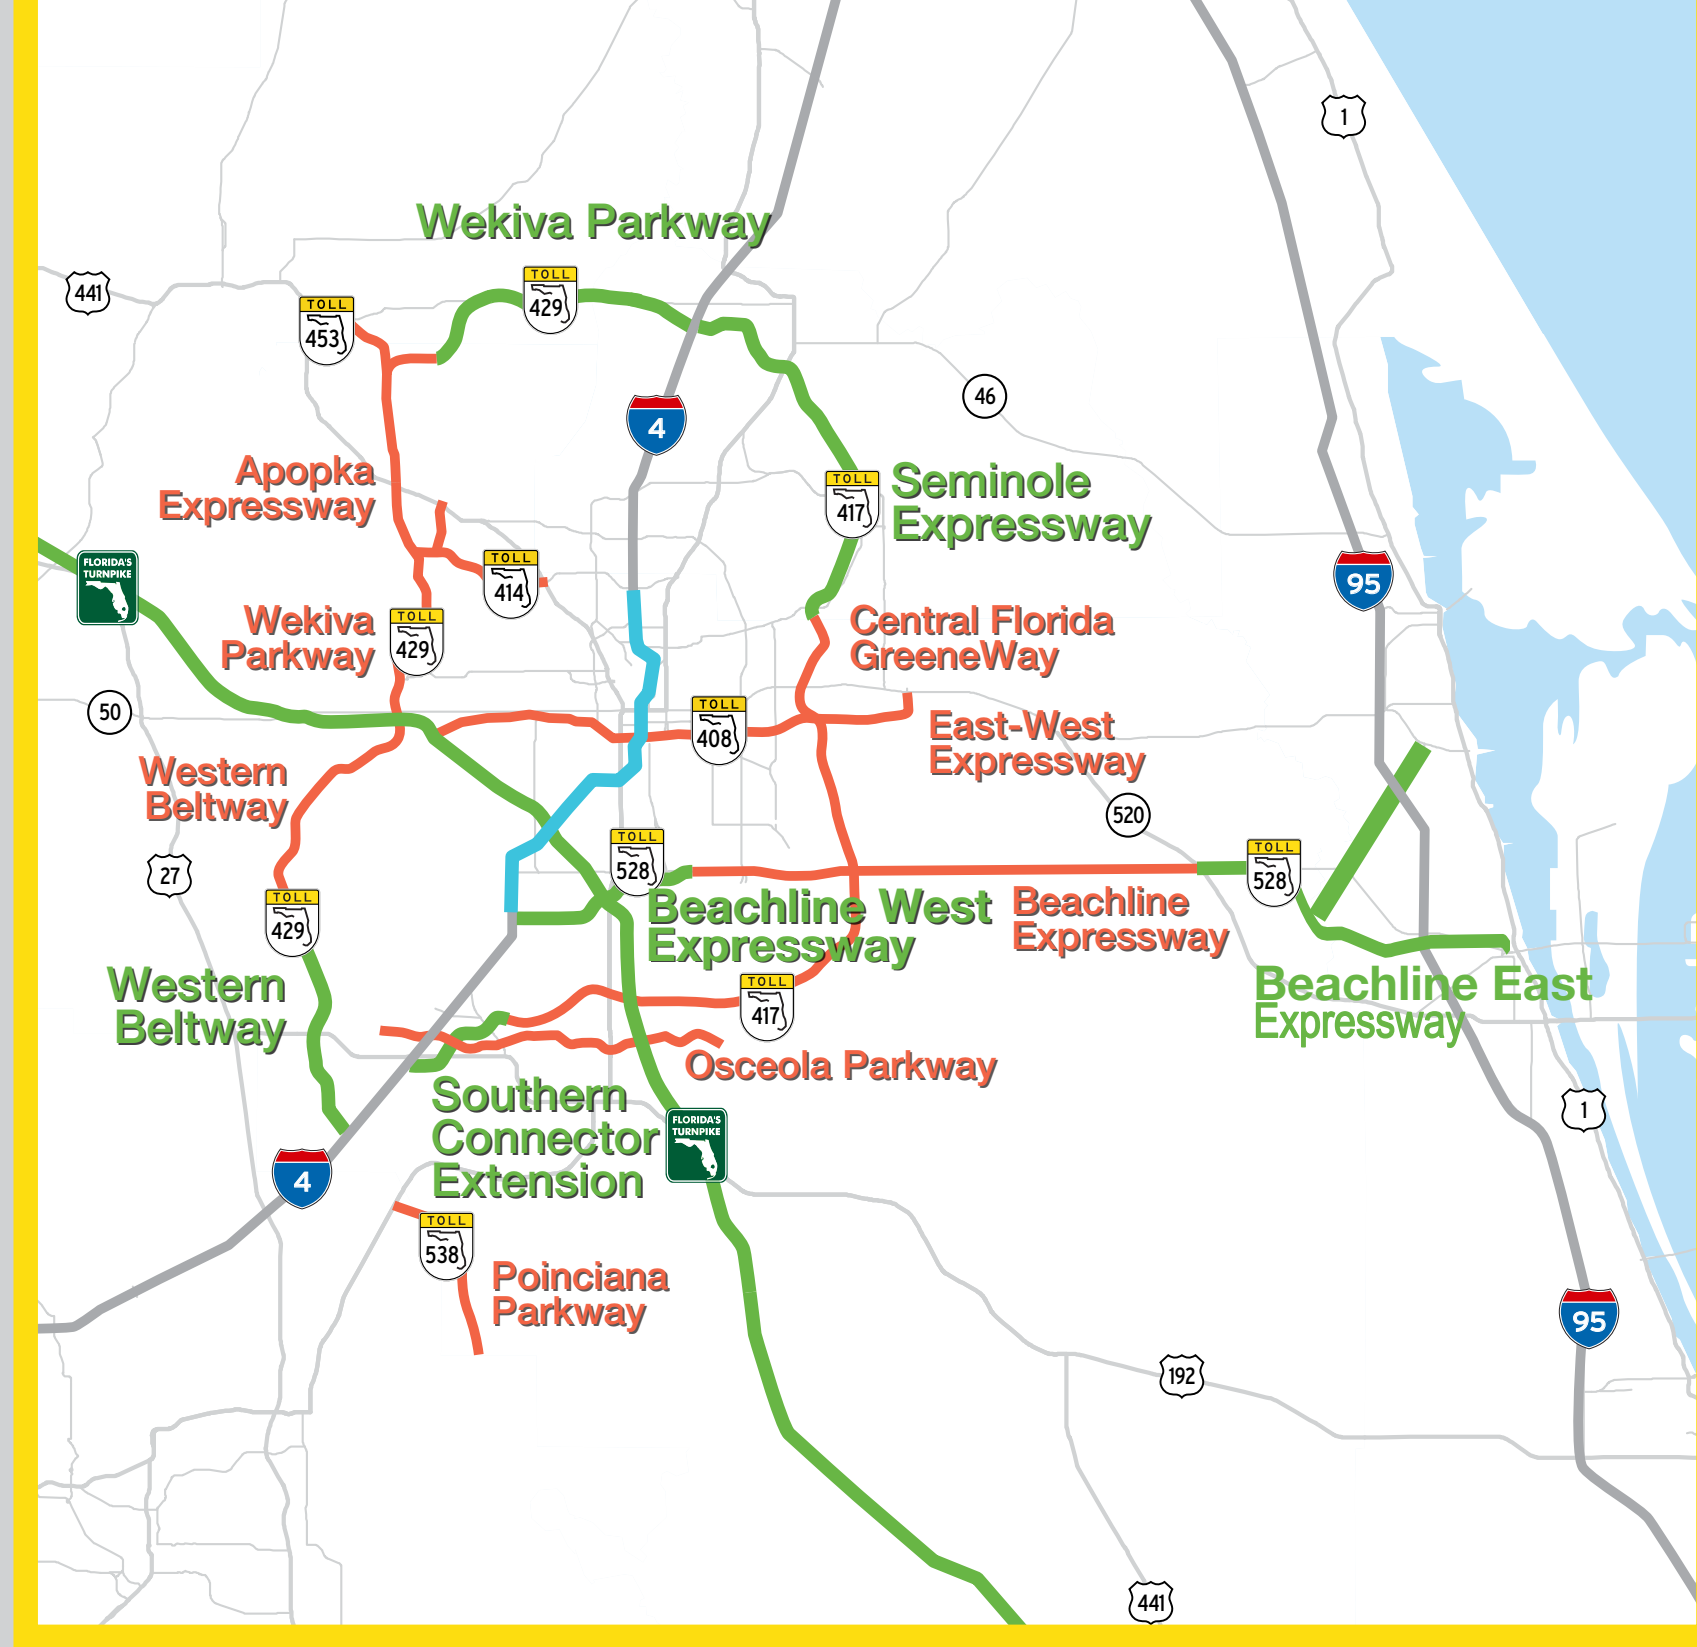 1
Wekiva Parkway
441
TOLL
429
TOLL
453
46
4
Apopka
Expressway
TOLL
417
Seminole
Expressway
FLORIDA'S
TURNPIKE
TOLL
414
95
Wekiva
Parkway
TOLL
429
Central Florida
GreeneWay
50
TOLL
408
East-West
Expressway
Western
Beltway
520
27
TOLL
528
TOLL
528
TOLL
429
Beachline West
Expressway
Beachline
Expressway
Western
Beltway
TOLL
417
Beachline East
Expressway
Osceola Parkway
Southern
Connector
Extension
FLORIDA'S
TURNPIKE
1
4
TOLL
538
Poinciana
Parkway
95
192
441